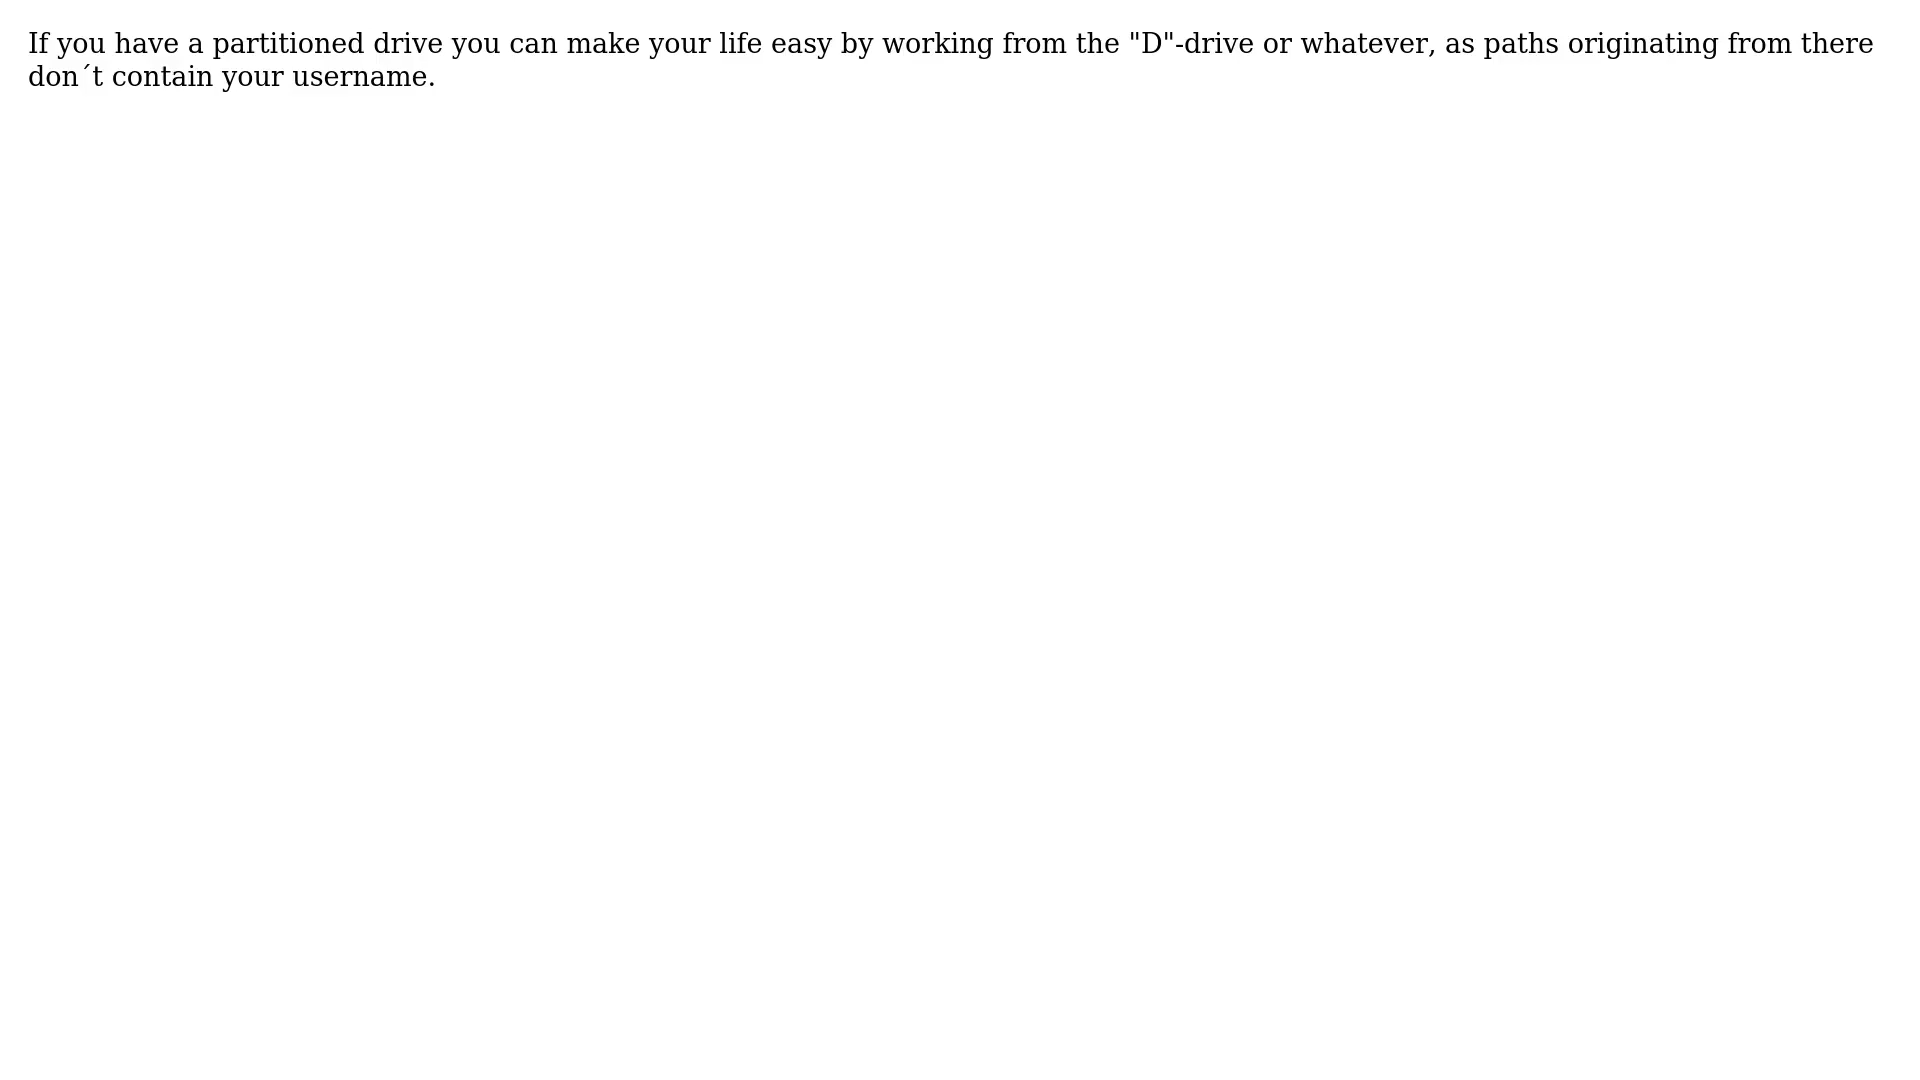 If you have a partitioned drive you can make your life easy by working from the "D"-drive or whatever, as paths originating from there
don´t contain your username.